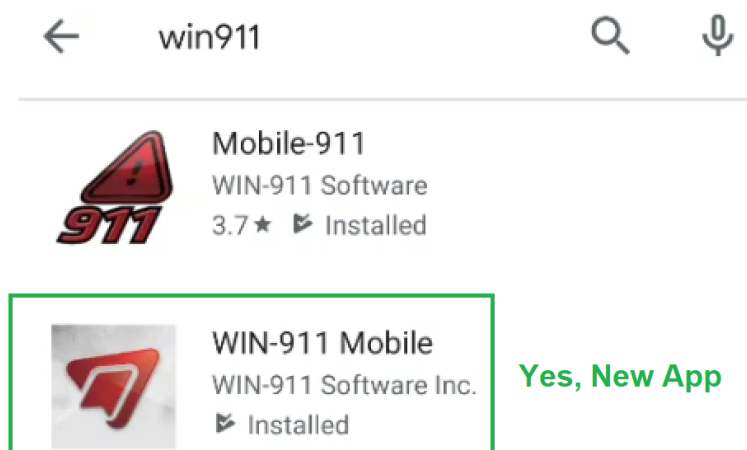 win911
Mobile-911
WIN-911 Software
3.7★ Installed
911
WIN-911 Mobile
WIN-911 Software Inc.
Installed
Yes, New App